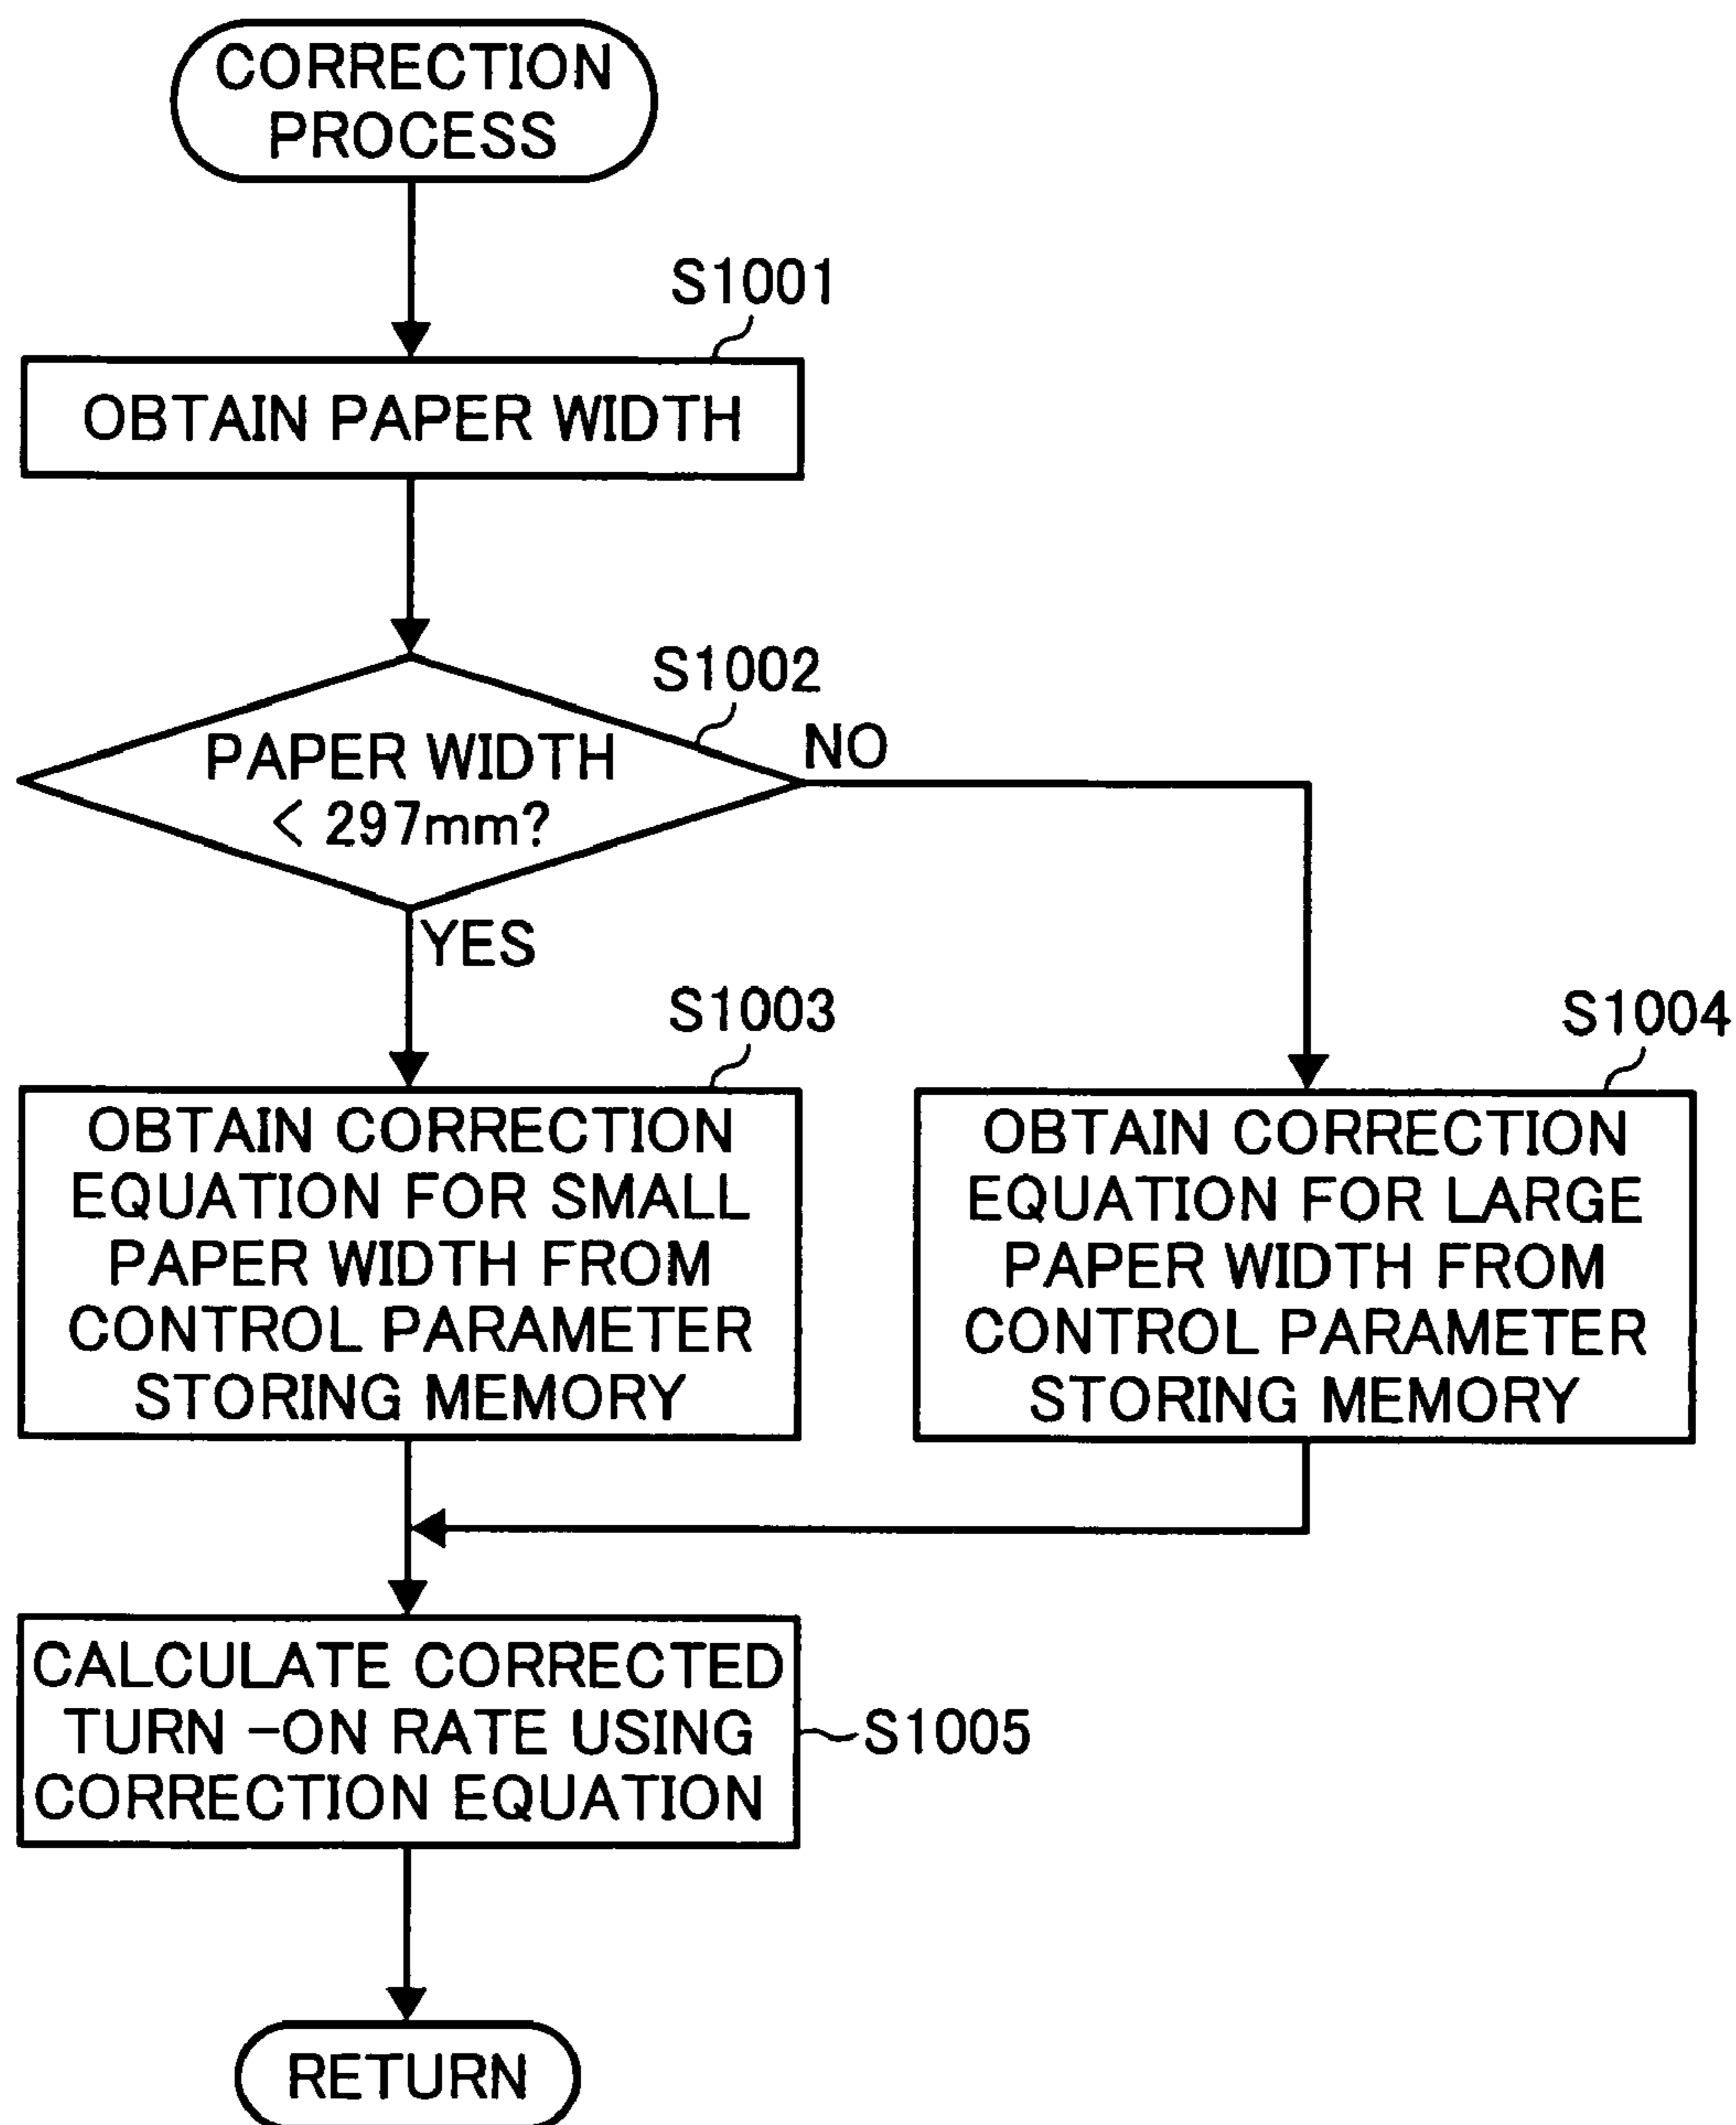 CORRECTION
PROCESS
S1001
OBTAIN PAPER WIDTH
S1002
PAPER WIDTH
< 297mm?
NO
YES
S1003
OBTAIN CORRECTION
EQUATION FOR SMALL
PAPER WIDTH FROM
CONTROL PARAMETER
STORING MEMORY
S1004
OBTAIN CORRECTION
EQUATION FOR LARGE
PAPER WIDTH FROM
CONTROL PARAMETER
STORING MEMORY
CALCULATE CORRECTED
TURN -ON RATE USING
CORRECTION EQUATION
S1005
RETURN